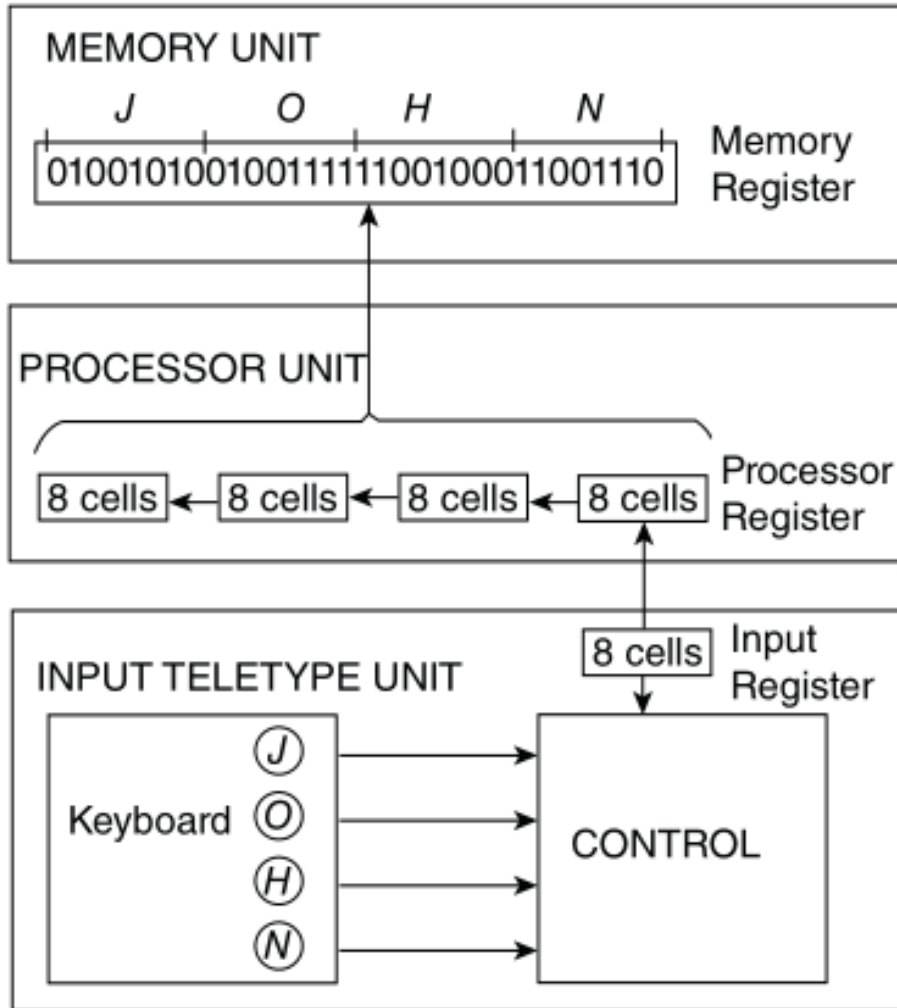 MEMORY UNIT
J O H N
01001010010011111100100011001110
Memory
Register
PROCESSOR UNIT
8 cells 8 cells 8 cells 8 cells
Processor
Register
INPUT TELETYPE UNIT
8 cells
Input
Register
Keyboard
J
O
H
N
CONTROL